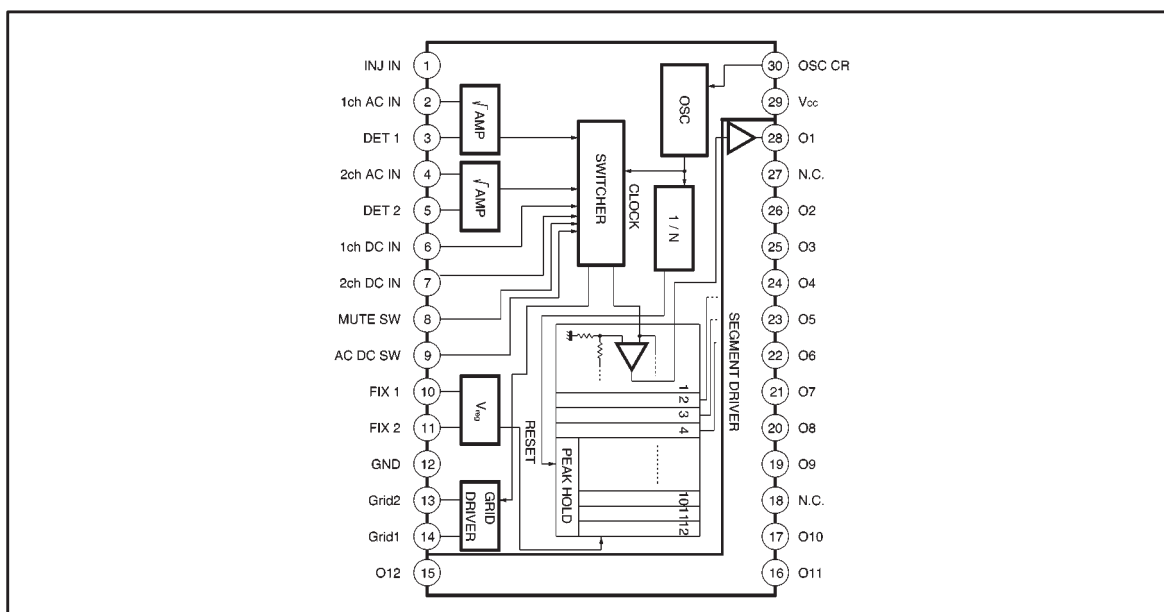 INJ IN 1
1ch AC IN 2
DET 1 3
2ch AC IN 4
DET 2 5
1ch DC IN 6
2ch DC IN 7
MUTE SW 8
AC DC SW 9
FIX 1 10
FIX 2 11
GND 12
Grid2 13
Grid1 14
O12 15
√AMP
√AMP
Vreg
GRID
DRIVER
SWITCHER
CLOCK
OSC
1 / N
RESET
PEAK HOLD
1
2
3
4
10
11
12
SEGMENT DRIVER
30 OSC CR
29 Vcc
28 O1
27 N.C.
26 O2
25 O3
24 O4
23 O5
22 O6
21 O7
20 O8
19 O9
18 N.C.
17 O10
16 O11